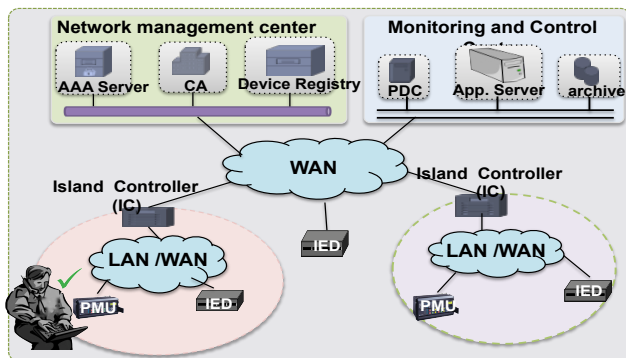 Network management center
Monitoring and Control
AAA Server
CA
Device Registry
PDC
App. Server
archive
WAN
Island Controller
(IC)
Island Controller
(IC)
IED
LAN /WAN
LAN /WAN
PMU
IED
PMU
IED